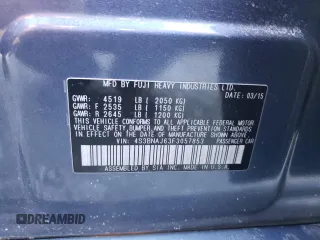 MFD. BY FUJI HEAVY INDUSTRIES LTD.
DATE: 03/15
GVWR: 4519 LB ( 2050 KG)
GAWR: F 2535 LB ( 1150 KG)
GAWR: R 2645 LB ( 1200 KG)
THIS VEHICLE CONFORMS TO ALL APPLICABLE
FEDERAL MOTOR VEHICLE SAFETY,
BUMPER, AND THEFT PREVENTION STANDARDS
IN EFFECT ON THE DATE OF MANUFACTURE
SHOWN ABOVE.
VIN: 4S3BNAJ63F3057853
PASSENGER CAR
ASSEMBLED BY SIA, MADE IN U.S.A.
DREAMBID